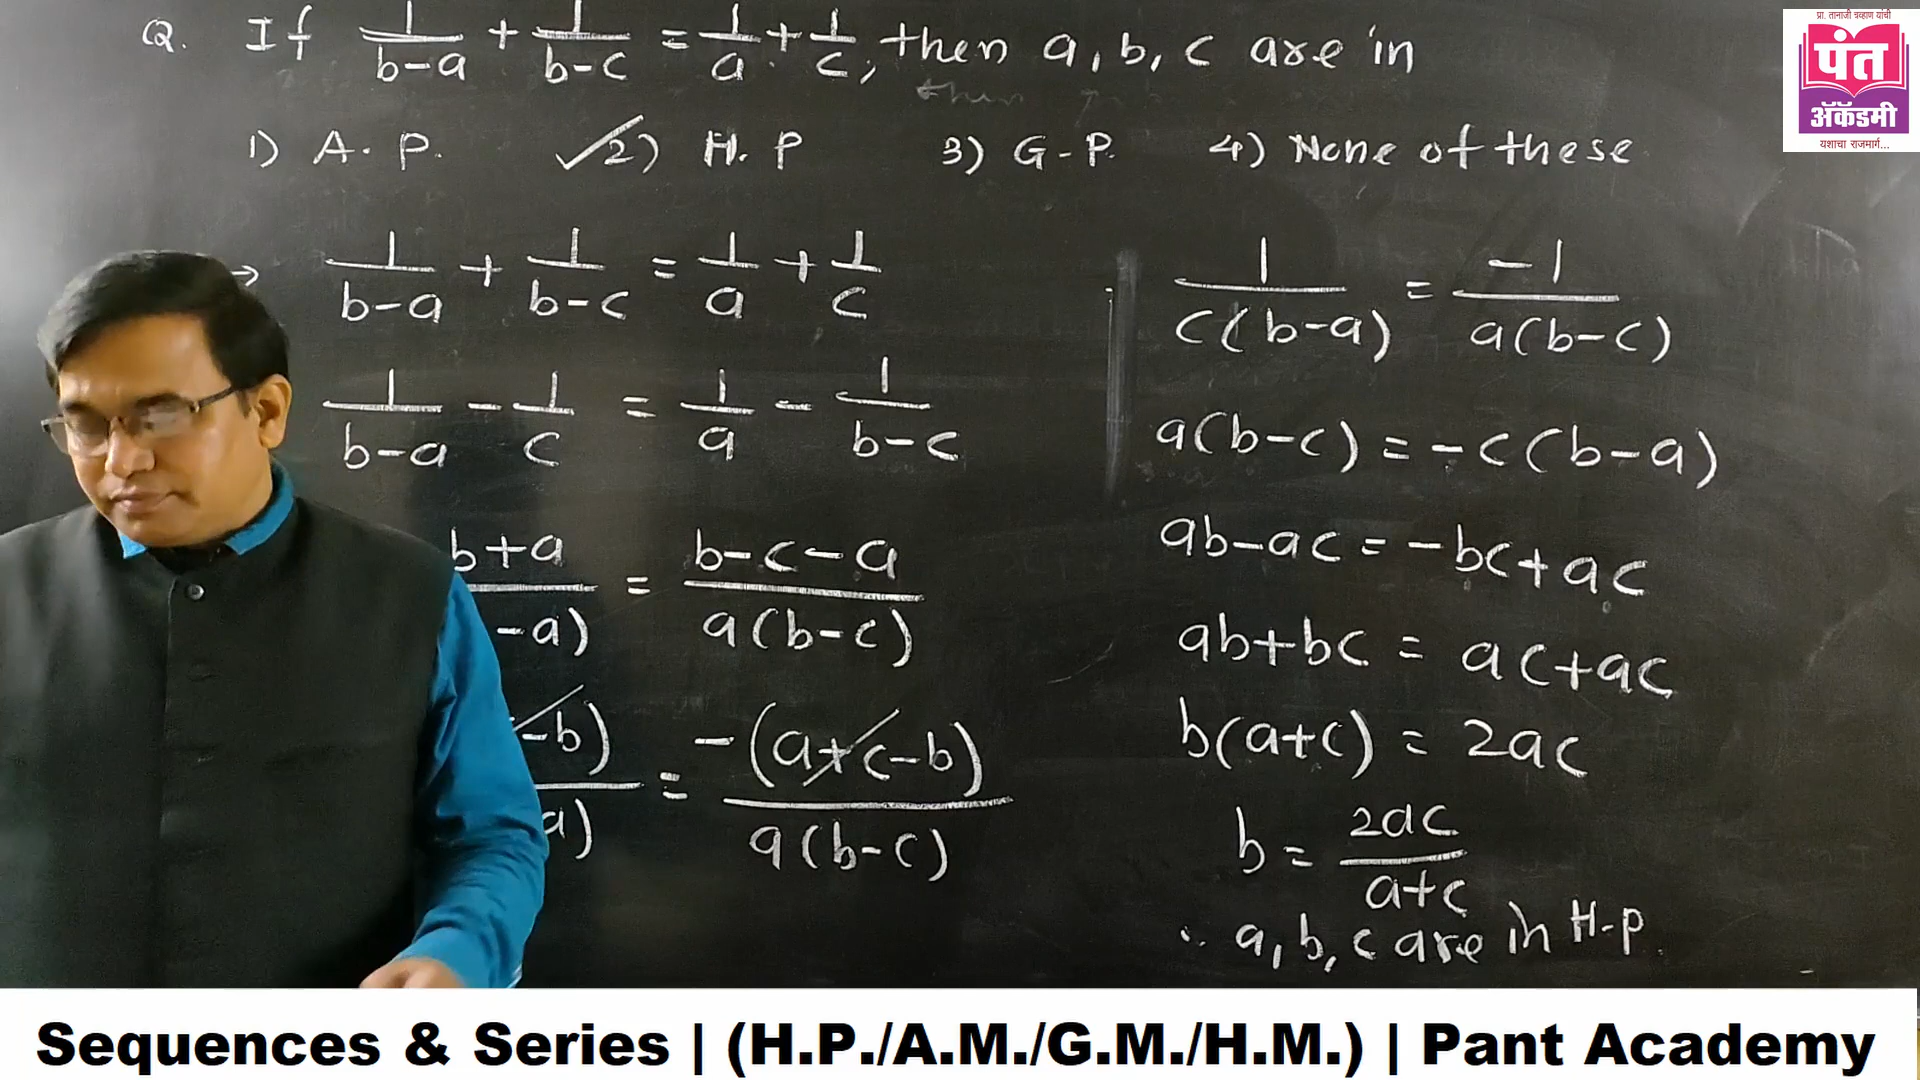 Q. If 1/(b-a) + 1/(b-c) = 1/a + 1/c, then a, b, c are in
1) A. P. ✓2) H. P 3) G-P. 4) None of these
→ 1/(b-a) + 1/(b-c) = 1/a + 1/c
1/(b-a) - 1/c = 1/a - 1/(b-c)
b+a / -a) = b-c-a / a(b-c)
-b) / a) = -(a+c-b) / a(b-c)
1 / c(b-a) = -1 / a(b-c)
a(b-c) = -c(b-a)
ab-ac = -bc+ac
ab+bc = ac+ac
b(a+c) = 2ac
b = 2ac / a+c
∴ a, b, c are in H-P.
प्रा. तानाजी चव्हाण यांची
पंत
अ‍ॅकॅडमी
यशाचा राजमार्ग...
Sequences & Series | (H.P./A.M./G.M./H.M.) | Pant Academy